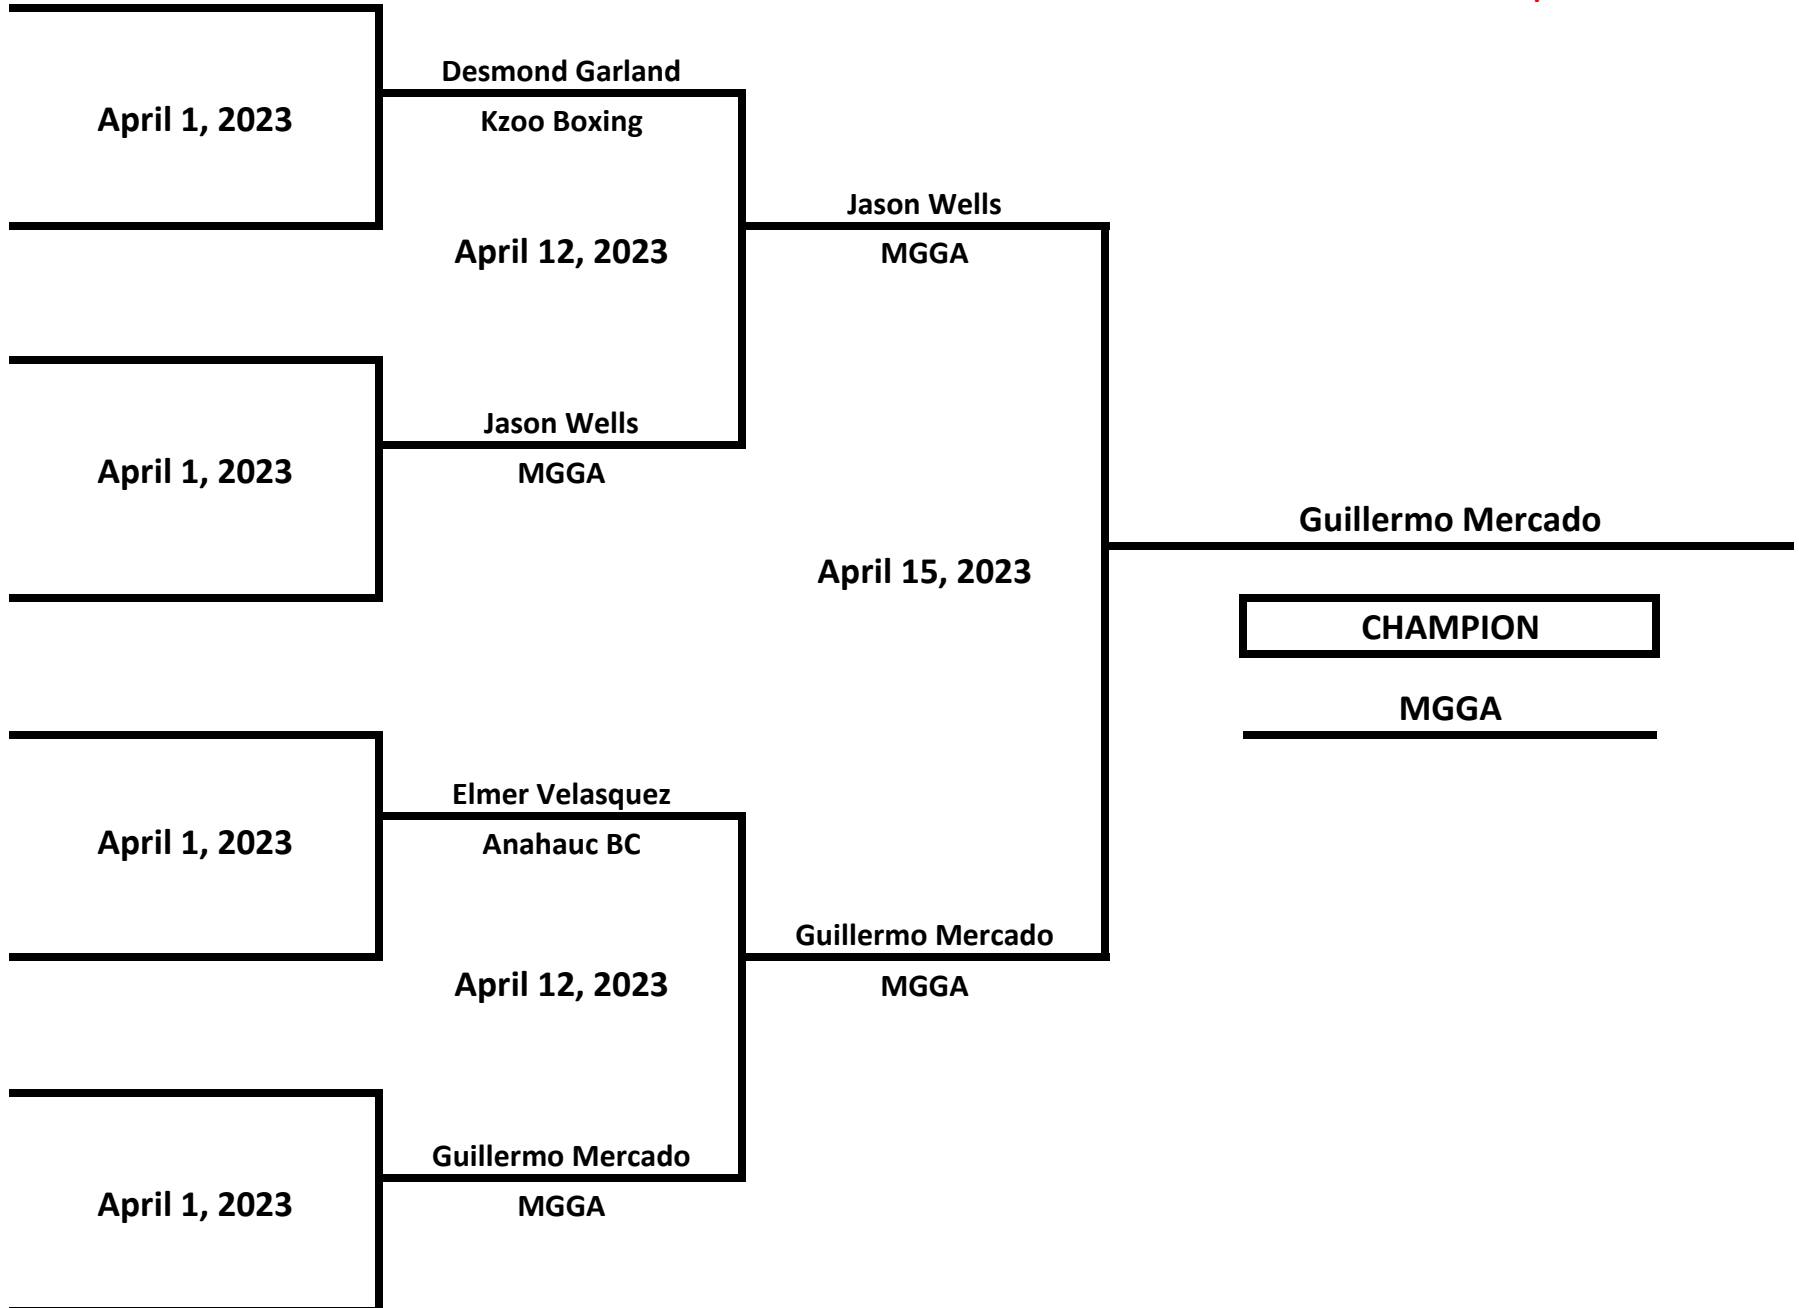 Desmond Garland
April 1, 2023
Kzoo Boxing
Jason Wells
April 12, 2023
MGGA
Jason Wells
April 1, 2023
MGGA
Guillermo Mercado
April 15, 2023
CHAMPION
MGGA
Elmer Velasquez
April 1, 2023
Anahauc BC
Guillermo Mercado
April 12, 2023
MGGA
Guillermo Mercado
April 1, 2023
MGGA